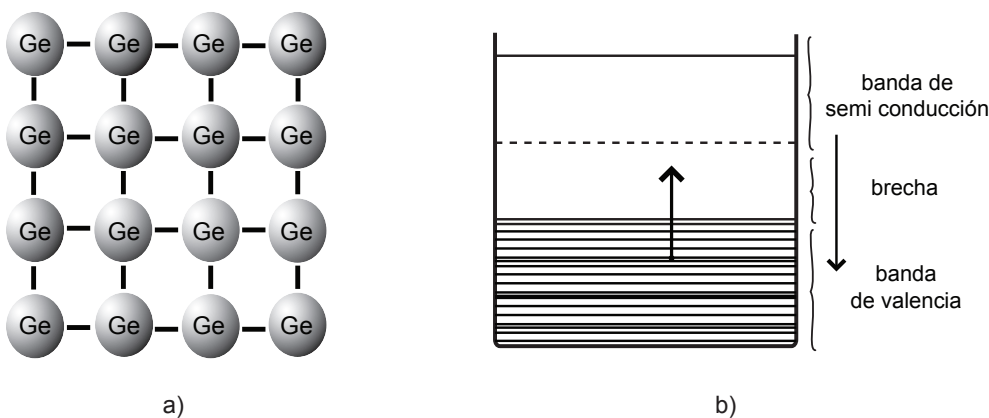 Ge Ge Ge Ge
Ge Ge Ge Ge
Ge Ge Ge Ge
Ge Ge Ge Ge
a)
banda de
semi conducción
brecha
banda
de valencia
b)